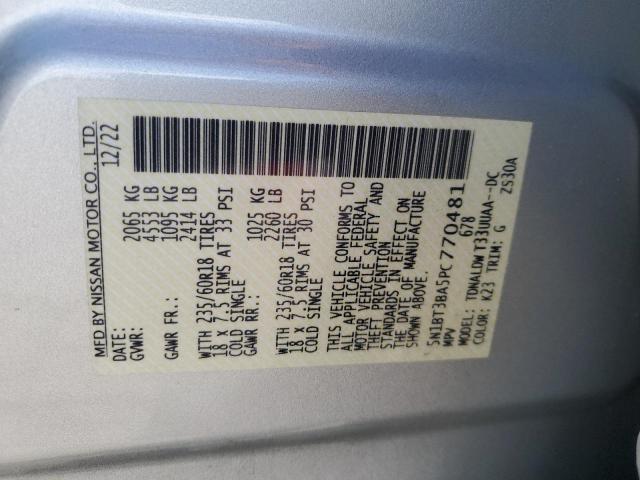 MFD BY NISSAN MOTOR CO., LTD.
DATE: 12/22
GVWR: 2065 KG
4553 LB
GAWR FR.: 1095 KG
2414 LB
WITH 235/60R18 TIRES
18 x 7.5 RIMS AT 33 PSI
COLD SINGLE
GAWR RR.: 1025 KG
2260 LB
WITH 235/60R18 TIRES
18 x 7.5 RIMS AT 30 PSI
COLD SINGLE
THIS VEHICLE CONFORMS TO
ALL APPLICABLE FEDERAL
MOTOR VEHICLE SAFETY AND
THEFT PREVENTION
STANDARDS IN EFFECT ON
THE DATE OF MANUFACTURE
SHOWN ABOVE.
5N1BT3BA5PC770481
MPV 678
MODEL: TDNALDW T33UUAA--DC
COLOR: K23 TRIM: G ZS30A